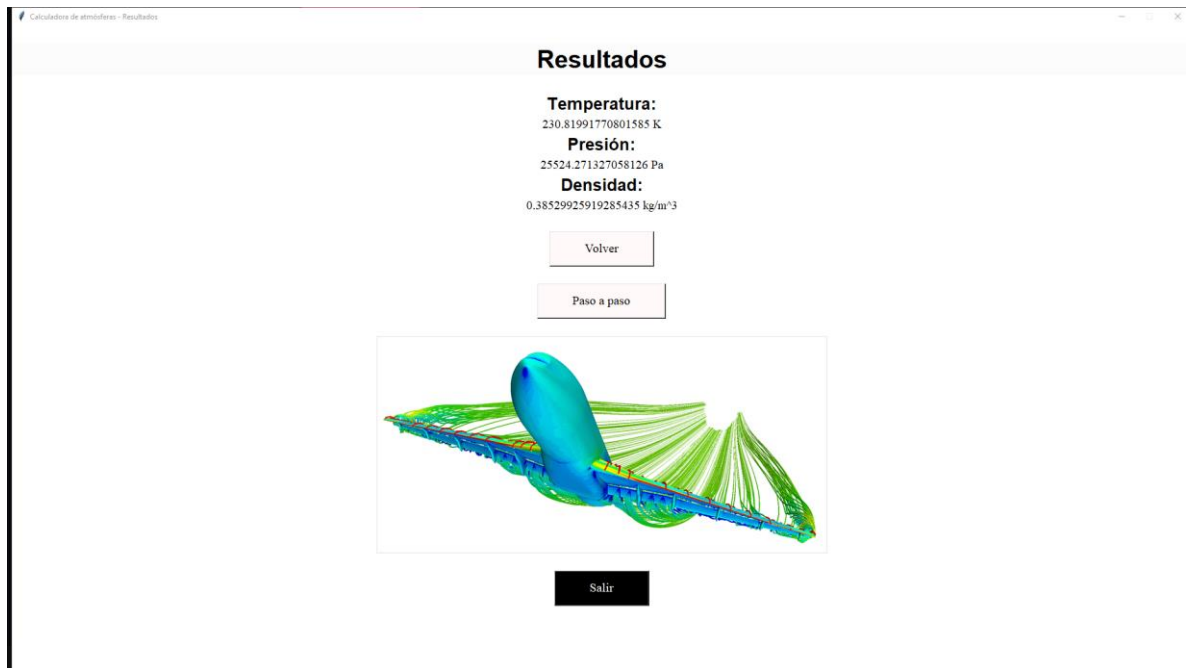 Calculadora de atmósferas - Resultados
Resultados
Temperatura:
230.81991770801585 K
Presión:
25524.271327058126 Pa
Densidad:
0.38529925919285435 kg/m^3
Volver
Paso a paso
Salir